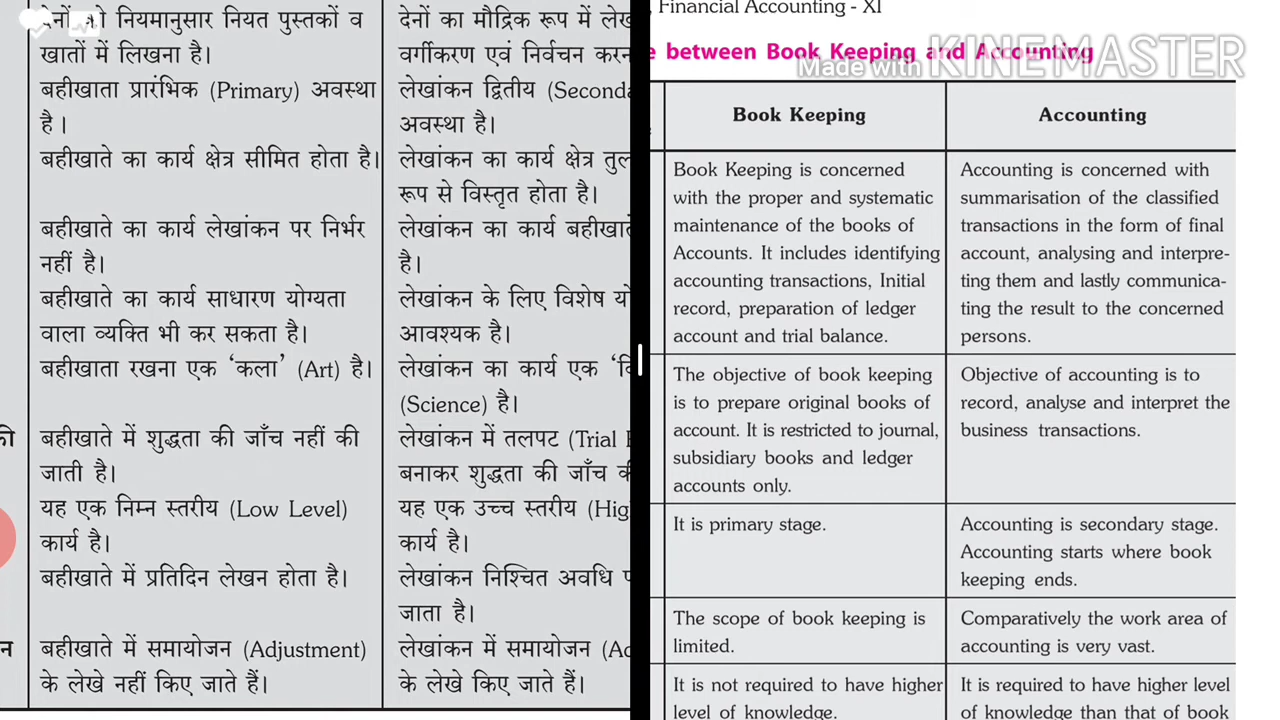 देनों को नियमानुसार नियत पुस्तकों व
खातों में लिखना है।
बहीखाता प्रारंभिक (Primary) अवस्था
है ।
बहीखाते का कार्य क्षेत्र सीमित होता है।
बहीखाते का कार्य लेखांकन पर निर्भर
नहीं है।
बहीखाते का कार्य साधारण योग्यता
वाला व्यक्ति भी कर सकता है।
बहीखाता रखना एक ‘कला’ (Art) है।
की
बहीखाते में शुद्धता की जाँच नहीं की
जाती है।
यह एक निम्न स्तरीय (Low Level)
कार्य है।
बहीखाते में प्रतिदिन लेखन होता है।
न
बहीखाते में समायोजन (Adjustment)
के लेखे नहीं किए जाते हैं।
देनों का मौद्रिक रूप में
वर्गीकरण एवं निर्वचन
लेखांकन द्वितीय
अवस्था है।
लेखांकन का कार्य क्षेत्र
रूप से विस्तृत होता है।
लेखांकन का कार्य
है।
लेखांकन के लिए विशेष
आवश्यक है।
लेखांकन का कार्य एक
(Science) है।
लेखांकन में तलपट (Trial
बनाकर शुद्धता की जाँच
यह एक उच्च स्तरीय
कार्य है।
लेखांकन निश्चित अवधि
जाता है।
लेखांकन में समायोजन
के लेखे किए जाते हैं।
Financial Accounting - XI
e between Book Keeping and Accounting
Made with KINEMASTER
Book Keeping
Accounting
Book Keeping is concerned
with the proper and systematic
maintenance of the books of
Accounts. It includes identifying
accounting transactions, Initial
record, preparation of ledger
account and trial balance.
Accounting is concerned with
summarisation of the classified
transactions in the form of final
account, analysing and interpre-
ting them and lastly communica-
ting the result to the concerned
persons.
The objective of book keeping
is to prepare original books of
account. It is restricted to journal,
subsidiary books and ledger
accounts only.
Objective of accounting is to
record, analyse and interpret the
business transactions.
It is primary stage.
Accounting is secondary stage.
Accounting starts where book
keeping ends.
The scope of book keeping is
limited.
Comparatively the work area of
accounting is very vast.
It is not required to have higher
level of knowledge.
It is required to have higher level
of knowledge than that of book